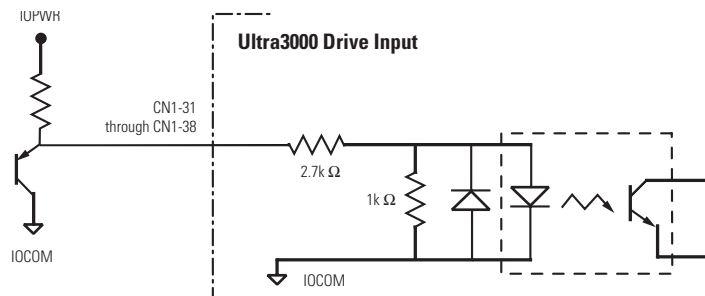 IOPWR
Ultra3000 Drive Input
CN1-31
through CN1-38
2.7k Ω
1k Ω
IOCOM
IOCOM